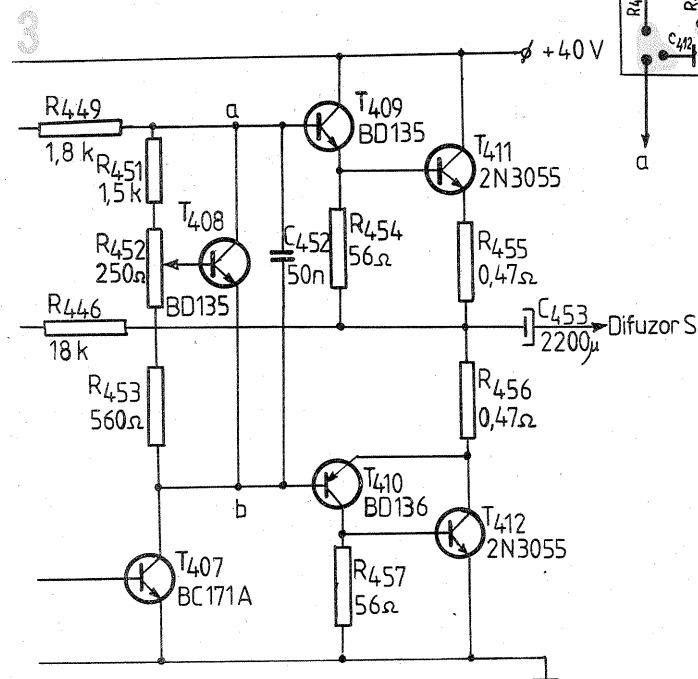 3
+40V
R449
1,8 k
a
T409
BD135
R451
1,5 k
T411
2N3055
T408
R452
250Ω
BD135
C452
50n
R454
56Ω
R455
0,47Ω
R446
18 k
C453
2200μ
Difuzor S
R453
560Ω
R456
0,47Ω
b
T410
BD136
T412
2N3055
T407
BC171A
R457
56Ω
C412
a